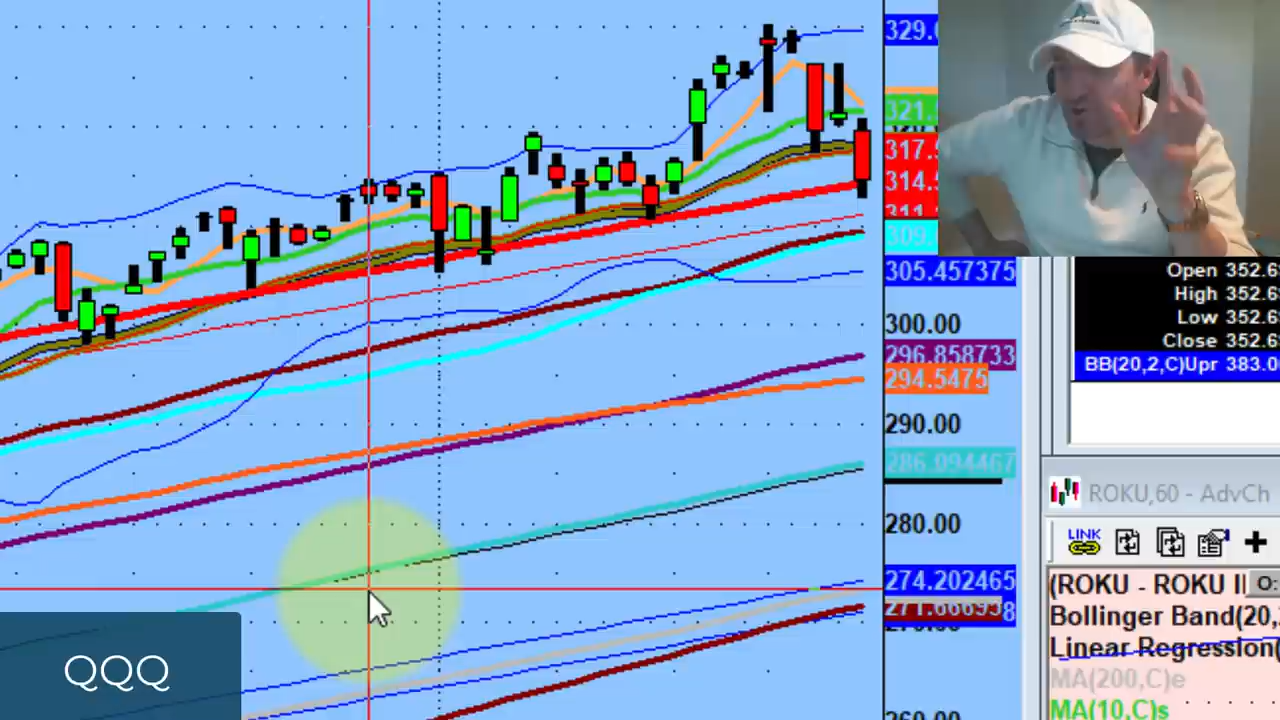 329.
321.
317.
314.
309.
305.457375
300.00
296.858733
294.5475
290.00
286.094467
280.00
274.202465
Open 352.6
High 352.6
Low 352.6
Close 352.6
BB(20,2,C)Upr 383.0
ROKU,60 - AdvCh
LINK
(ROKU - ROKU I
O:
Bollinger Band(20,
Linear Regression(
MA(200,C)e
MA(10,C)s
QQQ